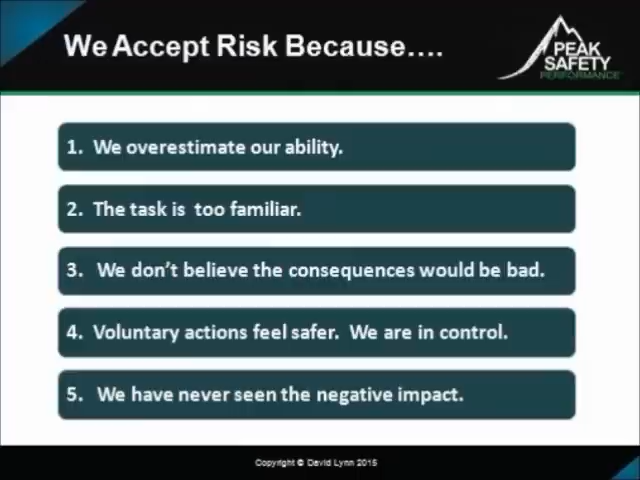 We Accept Risk Because....
PEAK
SAFETY
PERFORMANCE
1. We overestimate our ability.
2. The task is too familiar.
3. We don't believe the consequences would be bad.
4. Voluntary actions feel safer. We are in control.
5. We have never seen the negative impact.
Copyright © David Lynn 2015